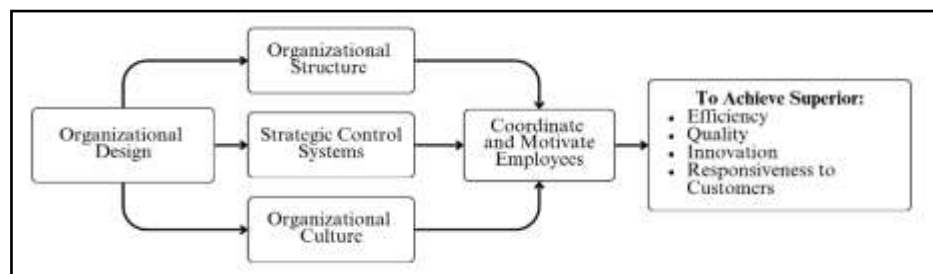 Organizational
Structure
Organizational
Design
Strategic Control
Systems
Organizational
Culture
Coordinate
and Motivate
Employees
To Achieve Superior:
• Efficiency
• Quality
• Innovation
• Responsiveness to
Customers